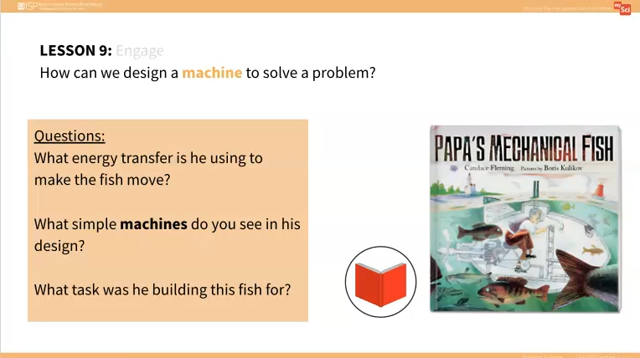 LESSON 9: Engage
How can we design a machine to solve a problem?
Questions:
What energy transfer is he using to
make the fish move?
What simple machines do you see in his
design?
What task was he building this fish for?
PAPA'S MECHANICAL FISH
Candace Fleming Pictures by Boris Kulikov